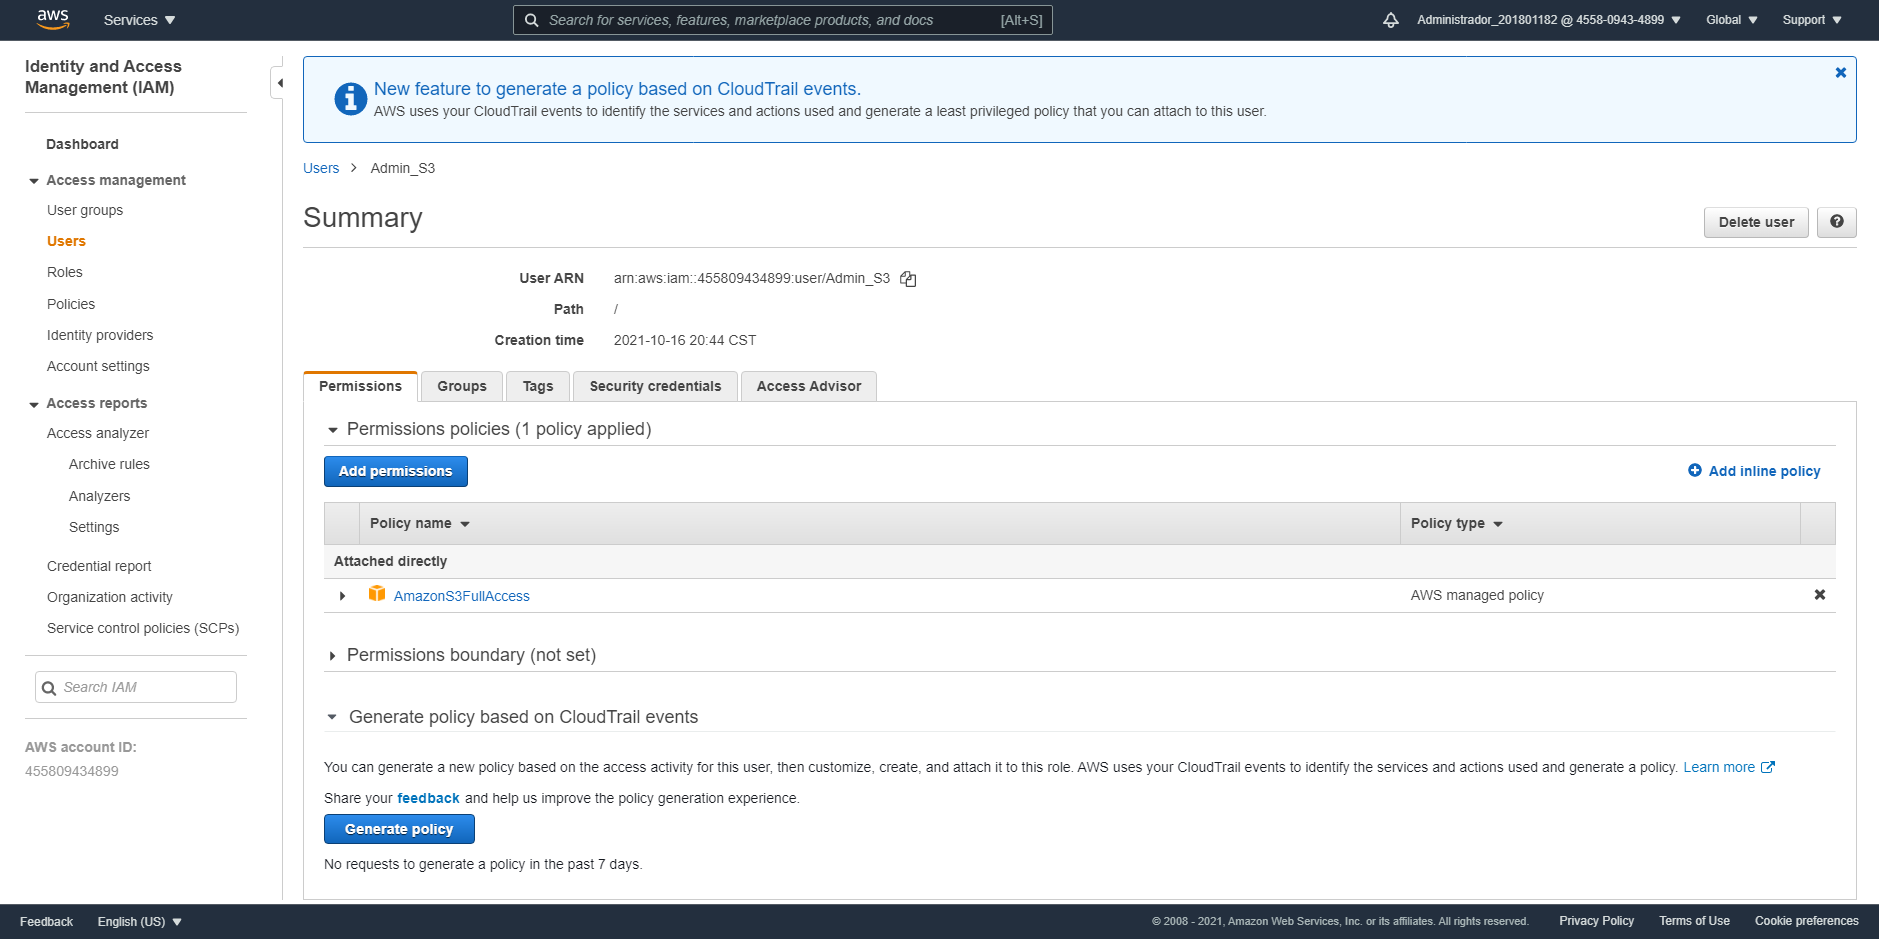 aws
Services
Search for services, features, marketplace products, and docs
[Alt+S]
Administrador_201801182 @ 4558-0943-4899
Global
Support
Identity and Access
Management (IAM)
Dashboard
Access management
User groups
Users
Roles
Policies
Identity providers
Account settings
Access reports
Access analyzer
Archive rules
Analyzers
Settings
Credential report
Organization activity
Service control policies (SCPs)
Search IAM
AWS account ID:
455809434899
New feature to generate a policy based on CloudTrail events.
AWS uses your CloudTrail events to identify the services and actions used and generate a least privileged policy that you can attach to this user.
Users > Admin_S3
Summary
Delete user
?
User ARN arn:aws:iam::455809434899:user/Admin_S3
Path /
Creation time 2021-10-16 20:44 CST
Permissions
Groups
Tags
Security credentials
Access Advisor
Permissions policies (1 policy applied)
Add permissions
Add inline policy
Policy name
Policy type
Attached directly
AmazonS3FullAccess
AWS managed policy
Permissions boundary (not set)
Generate policy based on CloudTrail events
You can generate a new policy based on the access activity for this user, then customize, create, and attach it to this role. AWS uses your CloudTrail events to identify the services and actions used and generate a policy. Learn more
Share your feedback and help us improve the policy generation experience.
Generate policy
No requests to generate a policy in the past 7 days.
Feedback
English (US)
© 2008 - 2021, Amazon Web Services, Inc. or its affiliates. All rights reserved.
Privacy Policy
Terms of Use
Cookie preferences